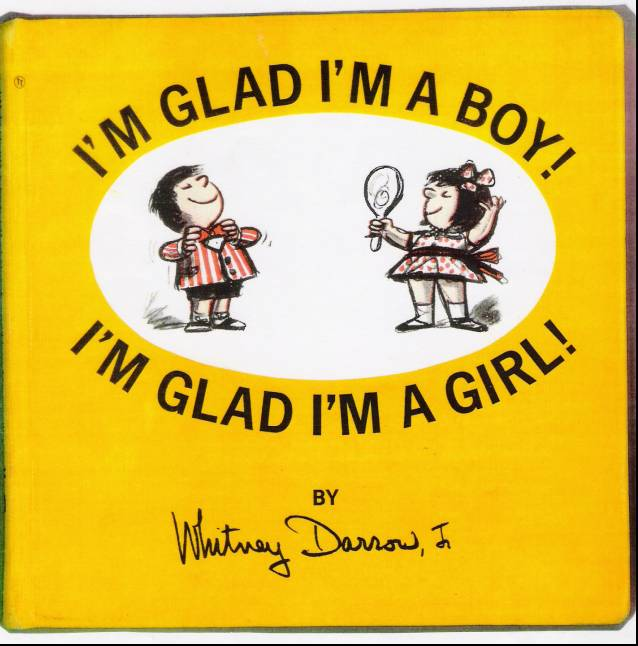 I'M GLAD I'M A BOY!
I'M GLAD I'M A GIRL!
BY
Whitney Darrow, Jr